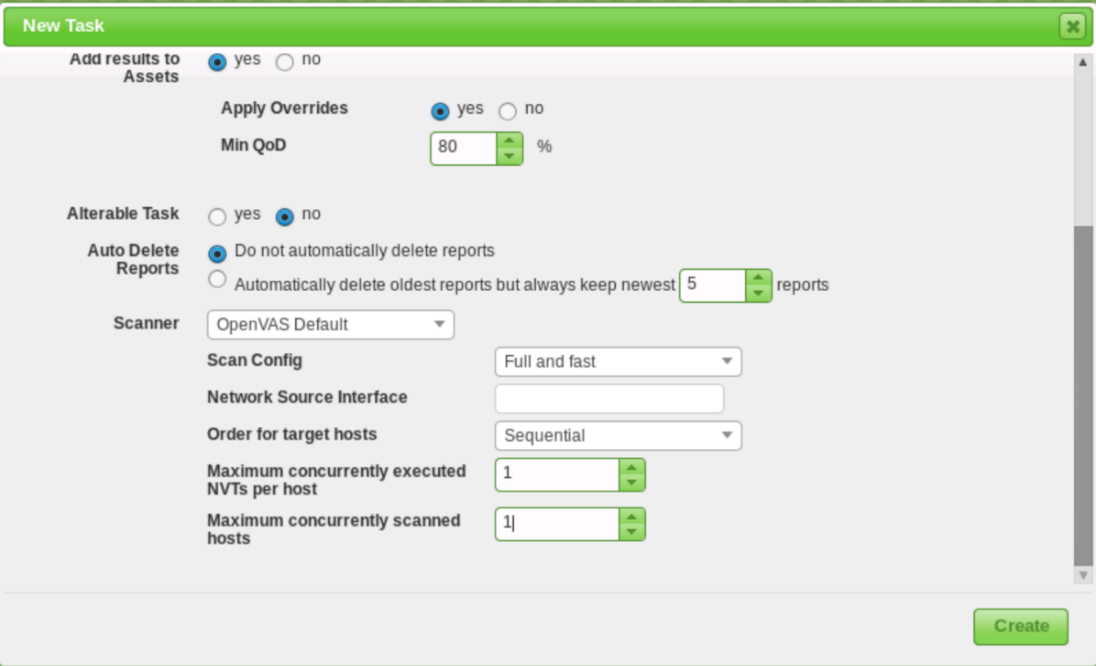 New Task
Add results to
Assets
yes no
Apply Overrides yes no
Min QoD 80 %
Alterable Task yes no
Auto Delete
Reports
Do not automatically delete reports
Automatically delete oldest reports but always keep newest 5 reports
Scanner OpenVAS Default
Scan Config Full and fast
Network Source Interface
Order for target hosts Sequential
Maximum concurrently executed
NVTs per host
1
Maximum concurrently scanned
hosts
1
Create